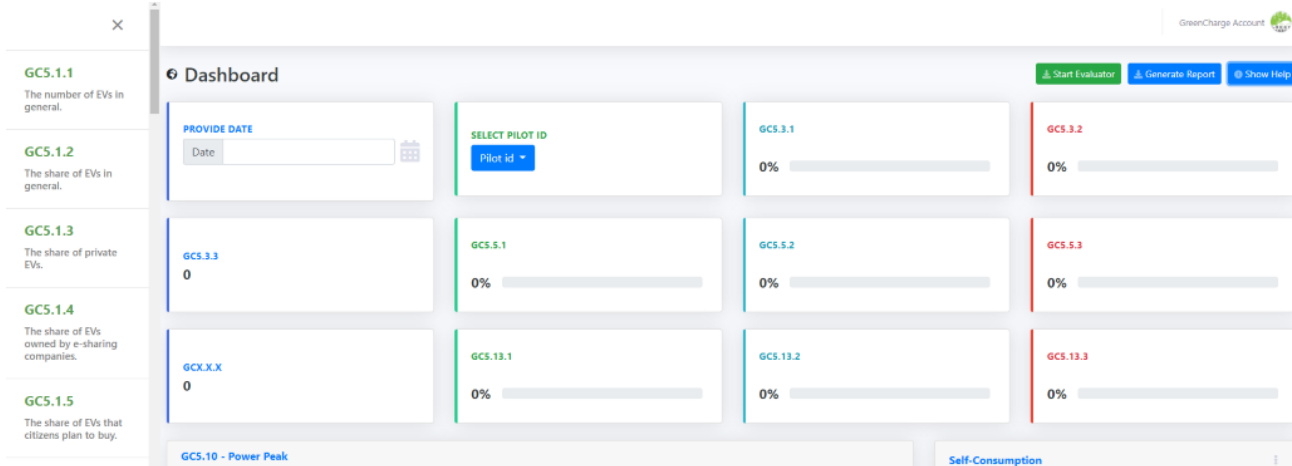 ×
GreenCharge Account
GC5.1.1
The number of EVs in
general.
GC5.1.2
The share of EVs in
general.
GC5.1.3
The share of private
EVs.
GC5.1.4
The share of EVs
owned by e-sharing
companies.
GC5.1.5
The share of EVs that
citizens plan to buy.
Dashboard
Start Evaluator
Generate Report
Show Help
PROVIDE DATE
Date
SELECT PILOT ID
Pilot id
GC5.3.1
0%
GC5.3.2
0%
GC5.3.3
0
GC5.5.1
0%
GC5.5.2
0%
GC5.5.3
0%
GCX.X.X
0
GC5.13.1
0%
GC5.13.2
0%
GC5.13.3
0%
GC5.10 - Power Peak
Self-Consumption